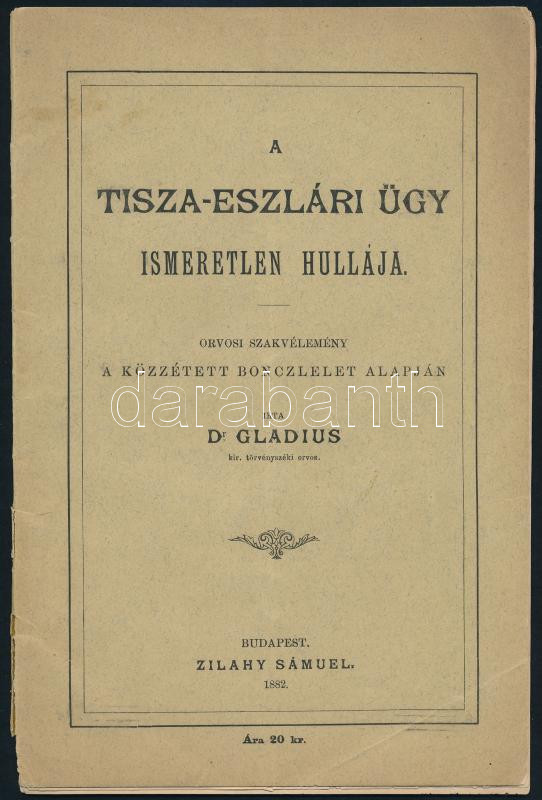 A
TISZA-ESZLÁRI ÜGY
ISMERETLEN HULLÁJA.
ORVOSI SZAKVÉLEMÉNY
A KÖZZÉTETT BONCZLELET ALAPJÁN
darabanth
IRTA
Dr GLADIUS
kir. törvényszéki orvos.
BUDAPEST.
ZILAHY SÁMUEL.
1882.
Ára 20 kr.